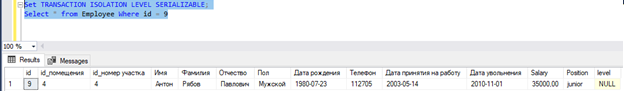 Set TRANSACTION ISOLATION LEVEL SERIALIZABLE;
Select * from Employee Where id = 9
100 %
Results Messages
id id_помещения id_номер участка Имя Фамилия Отчество Пол Дата рождения Телефон Дата принятия на работу Дата увольнения Salary Position level
1 9 4 4 Антон Рябов Павлович Мужской 1980-07-23 112705 2003-05-14 2010-11-01 35000,00 junior NULL